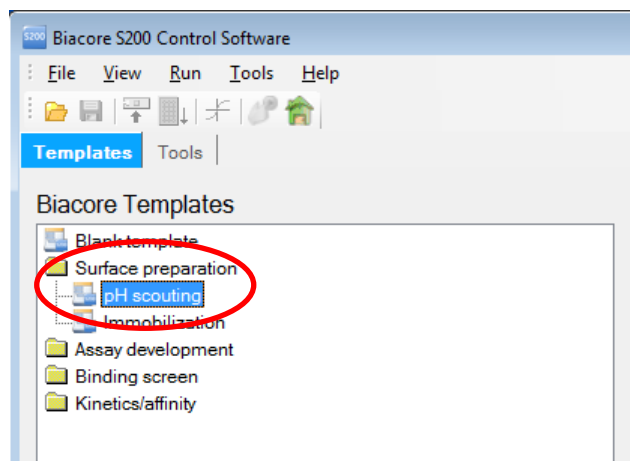 S200 Biacore S200 Control Software
File View Run Tools Help
Templates Tools
Biacore Templates
Blank template
Surface preparation
pH scouting
Immobilization
Assay development
Binding screen
Kinetics/affinity